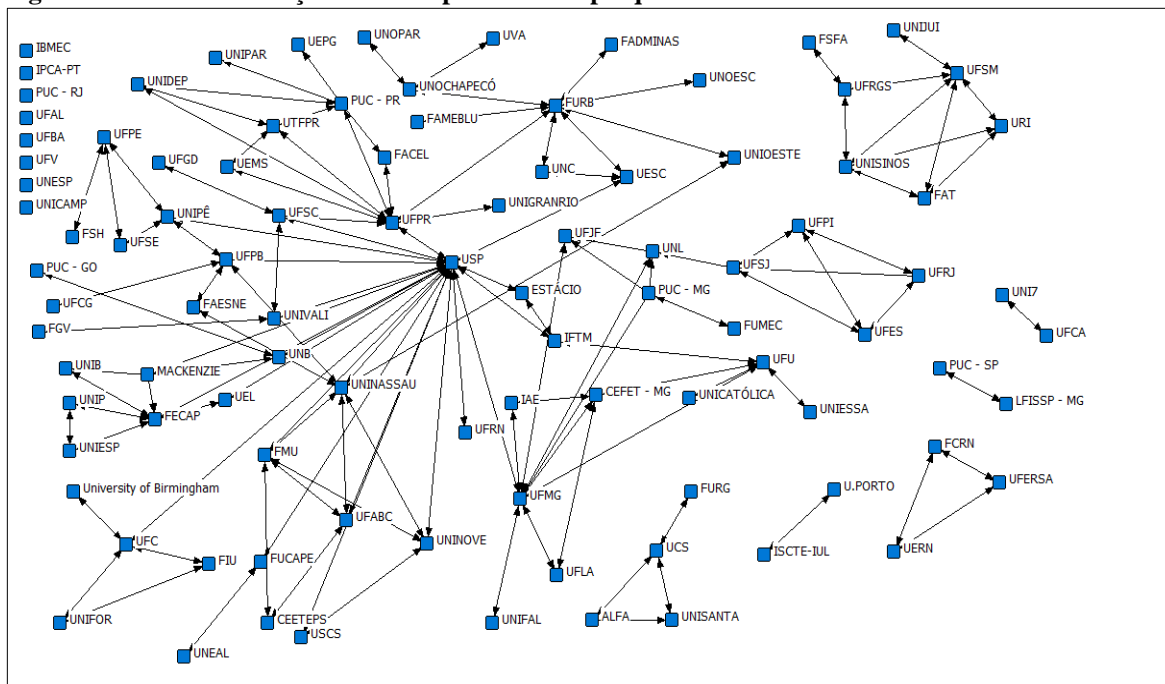 UNIJUI
UNOPAR
UVA
FSFA
UEPG
FADMINAS
IBMEC
UNIPAR
IPCA-PT
UFSM
UNIDEP
UNOESC
UNOCHAPECÓ
UFRGS
PUC - RJ
PUC - PR
FURB
UFAL
FAMEBLU
UTFPR
URI
UFBA
UFPE
UFV
UFGD
UEMS
FACEL
UNIOESTE
UNISINOS
UNESP
UNC
UESC
UNICAMP
FAT
UNIGRANRIO
UNIPÊ
UFSC
UFPR
UFPI
FSH
UFSE
UFJF
UNL
UFPB
USP
UFSJ
PUC - GO
UFRJ
ESTÁCIO
PUC - MG
UNI7
UFCG
FAESNE
UNIVALI
FGV
FUMEC
UFES
UFCA
IFTM
UNB
UFU
UNIB
MACKENZIE
PUC - SP
UNINASSAU
CEFET - MG
UNICATÓLICA
UNIP
UEL
IAE
LFISSP - MG
UNIESSA
FECAP
UFRN
UNIESP
FCRN
FMU
UFERSA
University of Birmingham
FURG
U.PORTO
UFMG
UFABC
UFC
UNINOVE
UCS
UERN
FIU
FUCAPE
ISCTE-IUL
UFLA
UNIFOR
CEETEPS
UNIFAL
ALFA
UNISANTA
USCS
UNEAL